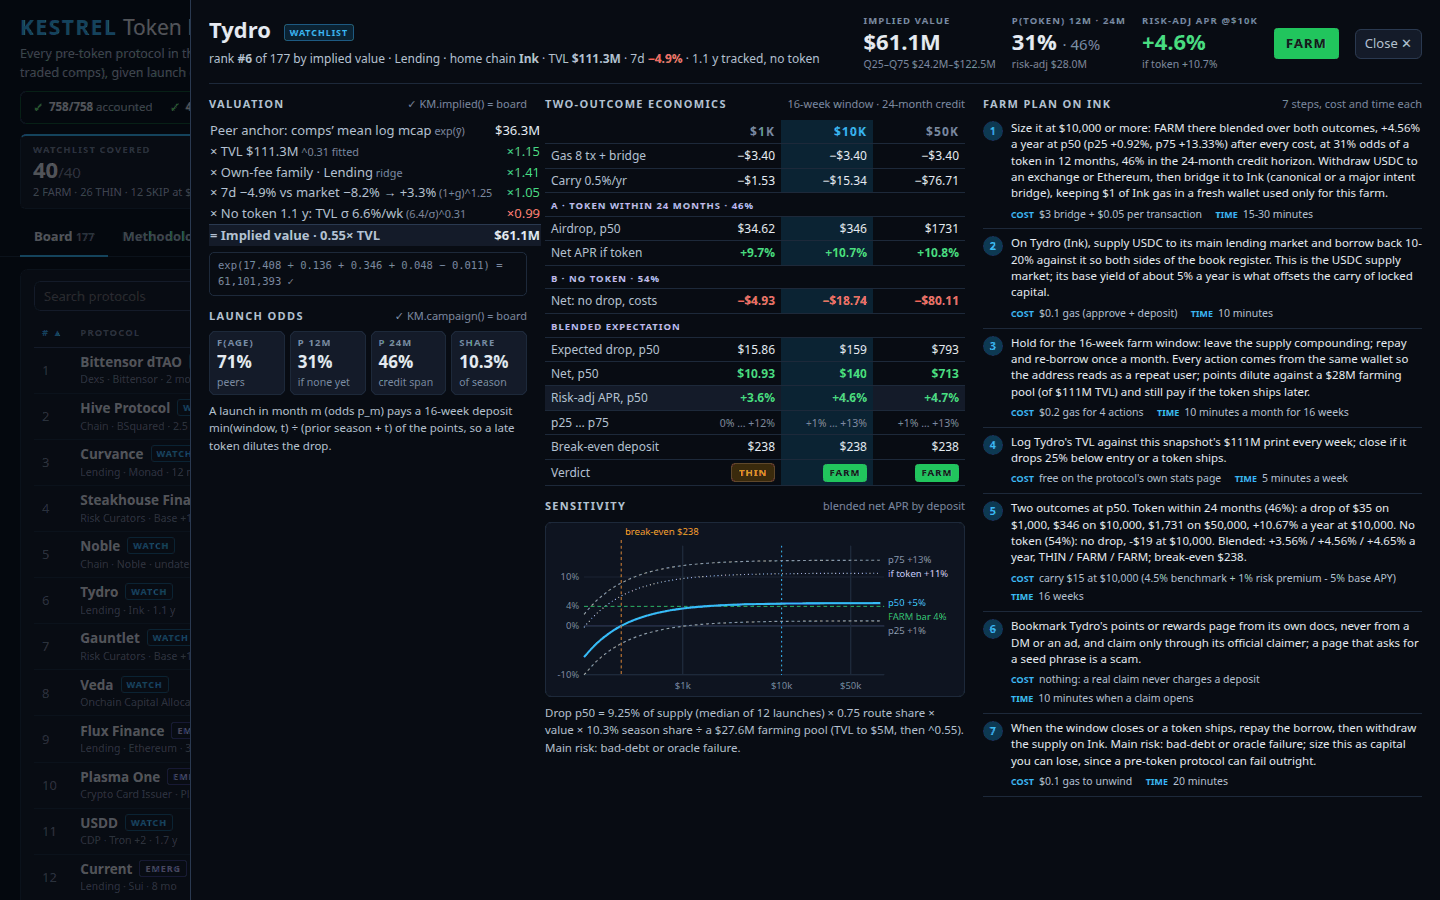 KESTREL Token
Every pre-token protocol in th
traded comps), given launch
✓ 758/758 accounted ✓ 4
WATCHLIST COVERED
40/40
2 FARM · 26 THIN · 12 SKIP at $
Board 177 Methodolo
Search protocols
# ▲ PROTOCOL
1 Bittensor dTAO
Dexs · Bittensor · 2 mo
2 Hive Protocol
Chain · BSquared · 2.5
3 Curvance WATCH
Lending · Monad · 12 m
4 Steakhouse Fina
Risk Curators · Base +1
5 Noble WATCH
Chain · Noble · undate
6 Tydro WATCH
Lending · Ink · 1.1 y
7 Gauntlet WATCH
Risk Curators · Base +1
8 Veda WATCH
Onchain Capital Alloca
9 Flux Finance EM
Lending · Ethereum · 3
10 Plasma One EME
Crypto Card Issuer · Pl
11 USDD WATCH
CDP · Tron +2 · 1.7 y
12 Current EMERG
Lending · Sui · 8 mo
Tydro WATCHLIST
rank #6 of 177 by implied value · Lending · home chain Ink · TVL $111.3M · 7d −4.9% · 1.1 y tracked, no token
IMPLIED VALUE
$61.1M
Q25–Q75 $24.2M–$122.5M
P(TOKEN) 12M · 24M
31% · 46%
risk-adj $28.0M
RISK-ADJ APR @$10K
+4.6%
if token +10.7%
FARM
Close ✕
VALUATION ✓ KM.implied() = board
Peer anchor: comps' mean log mcap exp(ȳ) $36.3M
× TVL $111.3M ^0.31 fitted ×1.15
× Own-fee family · Lending ridge ×1.41
× 7d −4.9% vs market −8.2% → +3.3% (1+g)^1.25 ×1.05
× No token 1.1 y: TVL σ 6.6%/wk (6.4/σ)^0.31 ×0.99
= Implied value · 0.55× TVL $61.1M
exp(17.408 + 0.136 + 0.346 + 0.048 − 0.011) =
61,101,393 ✓
LAUNCH ODDS ✓ KM.campaign() = board
F(AGE)
71%
peers
P 12M
31%
if none yet
P 24M
46%
credit span
SHARE
10.3%
of season
A launch in month m (odds p_m) pays a 16-week deposit
min(window, t) ÷ (prior season + t) of the points, so a late
token dilutes the drop.
TWO-OUTCOME ECONOMICS 16-week window · 24-month credit
$1K $10K $50K
Gas 8 tx + bridge −$3.40 −$3.40 −$3.40
Carry 0.5%/yr −$1.53 −$15.34 −$76.71
A · TOKEN WITHIN 24 MONTHS · 46%
Airdrop, p50 $34.62 $346 $1731
Net APR if token +9.7% +10.7% +10.8%
B · NO TOKEN · 54%
Net: no drop, costs −$4.93 −$18.74 −$80.11
BLENDED EXPECTATION
Expected drop, p50 $15.86 $159 $793
Net, p50 $10.93 $140 $713
Risk-adj APR, p50 +3.6% +4.6% +4.7%
p25 … p75 0% … +12% +1% … +13% +1% … +13%
Break-even deposit $238 $238 $238
Verdict THIN FARM FARM
SENSITIVITY blended net APR by deposit
break-even $238
10%
4%
0%
-10%
$1k $10k $50k
p75 +13%
if token +11%
p50 +5%
FARM bar 4%
p25 +1%
Drop p50 = 9.25% of supply (median of 12 launches) × 0.75 route share ×
value × 10.3% season share ÷ a $27.6M farming pool (TVL to $5M, then ^0.55).
Main risk: bad-debt or oracle failure.
FARM PLAN ON INK 7 steps, cost and time each
1 Size it at $10,000 or more: FARM there blended over both outcomes, +4.56%
a year at p50 (p25 +0.92%, p75 +13.33%) after every cost, at 31% odds of a
token in 12 months, 46% in the 24-month credit horizon. Withdraw USDC to
an exchange or Ethereum, then bridge it to Ink (canonical or a major intent
bridge), keeping $1 of Ink gas in a fresh wallet used only for this farm.
COST $3 bridge + $0.05 per transaction TIME 15-30 minutes
2 On Tydro (Ink), supply USDC to its main lending market and borrow back 10-
20% against it so both sides of the book register. This is the USDC supply
market; its base yield of about 5% a year is what offsets the carry of locked
capital.
COST $0.1 gas (approve + deposit) TIME 10 minutes
3 Hold for the 16-week farm window: leave the supply compounding; repay
and re-borrow once a month. Every action comes from the same wallet so
the address reads as a repeat user; points dilute against a $28M farming
pool (of $111M TVL) and still pay if the token ships later.
COST $0.2 gas for 4 actions TIME 10 minutes a month for 16 weeks
4 Log Tydro's TVL against this snapshot's $111M print every week; close if it
drops 25% below entry or a token ships.
COST free on the protocol's own stats page TIME 5 minutes a week
5 Two outcomes at p50. Token within 24 months (46%): a drop of $35 on
$1,000, $346 on $10,000, $1,731 on $50,000, +10.67% a year at $10,000. No
token (54%): no drop, -$19 at $10,000. Blended: +3.56% / +4.56% / +4.65% a
year, THIN / FARM / FARM; break-even $238.
COST carry $15 at $10,000 (4.5% benchmark + 1% risk premium - 5% base APY)
TIME 16 weeks
6 Bookmark Tydro's points or rewards page from its own docs, never from a
DM or an ad, and claim only through its official claimer; a page that asks for
a seed phrase is a scam.
COST nothing: a real claim never charges a deposit
TIME 10 minutes when a claim opens
7 When the window closes or a token ships, repay the borrow, then withdraw
the supply on Ink. Main risk: bad-debt or oracle failure; size this as capital
you can lose, since a pre-token protocol can fail outright.
COST $0.1 gas to unwind TIME 20 minutes